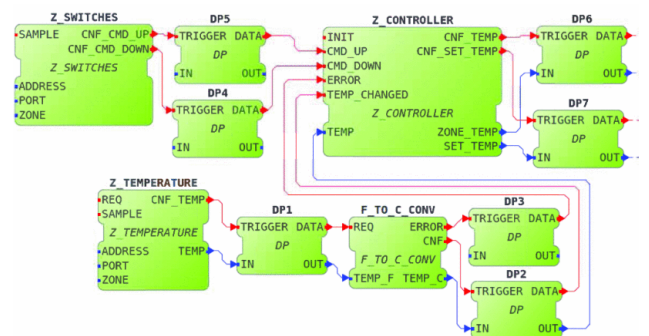 Z_SWITCHES
SAMPLE CNF_CMD_UP
CNF_CMD_DOWN
Z_SWITCHES
ADDRESS
PORT
ZONE
DP5
TRIGGER DATA
DP
IN OUT
DP4
TRIGGER DATA
DP
IN OUT
Z_CONTROLLER
INIT CNF_TEMP
CMD_UP CNF_SET_TEMP
CMD_DOWN
ERROR
TEMP_CHANGED
Z_CONTROLLER
TEMP ZONE_TEMP
SET_TEMP
DP6
TRIGGER DATA
DP
IN OUT
DP7
TRIGGER DATA
DP
IN OUT
Z_TEMPERATURE
REQ CNF_TEMP
SAMPLE
Z_TEMPERATURE
ADDRESS TEMP
PORT
ZONE
DP1
TRIGGER DATA
DP
IN OUT
F_TO_C_CONV
REQ ERROR
CNF
F_TO_C_CONV
TEMP_F TEMP_C
DP3
TRIGGER DATA
DP
IN OUT
DP2
TRIGGER DATA
DP
IN OUT